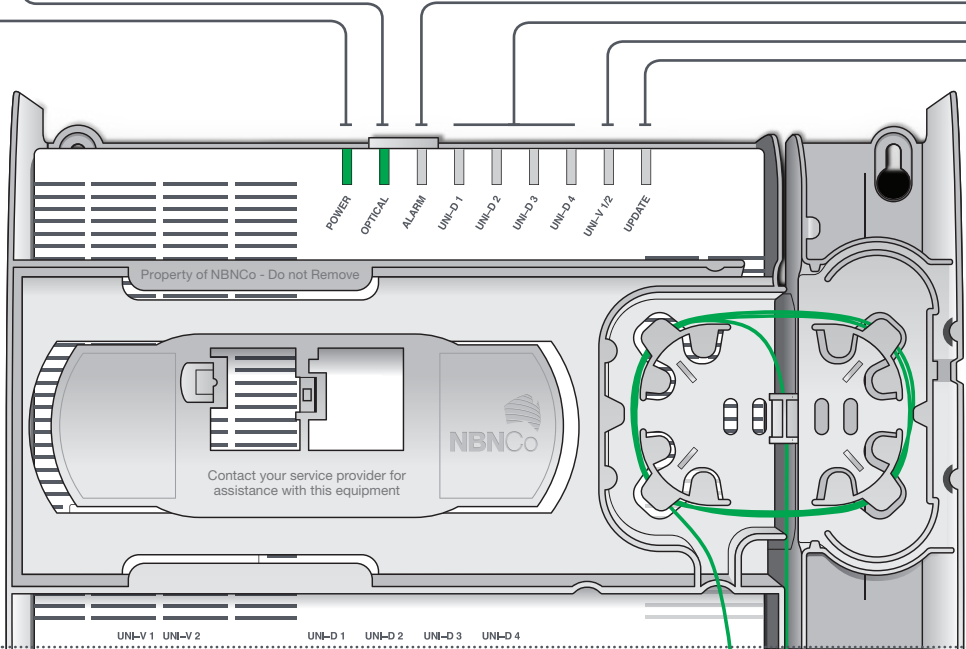 POWER
OPTICAL
ALARM
UNI–D 1
UNI–D 2
UNI–D 3
UNI–D 4
UNI–V 1/2
UPDATE
Property of NBNCo - Do not Remove
NBNCo
Contact your service provider for
assistance with this equipment
UNI–V 1 UNI–V 2 UNI–D 1 UNI–D 2 UNI–D 3 UNI–D 4